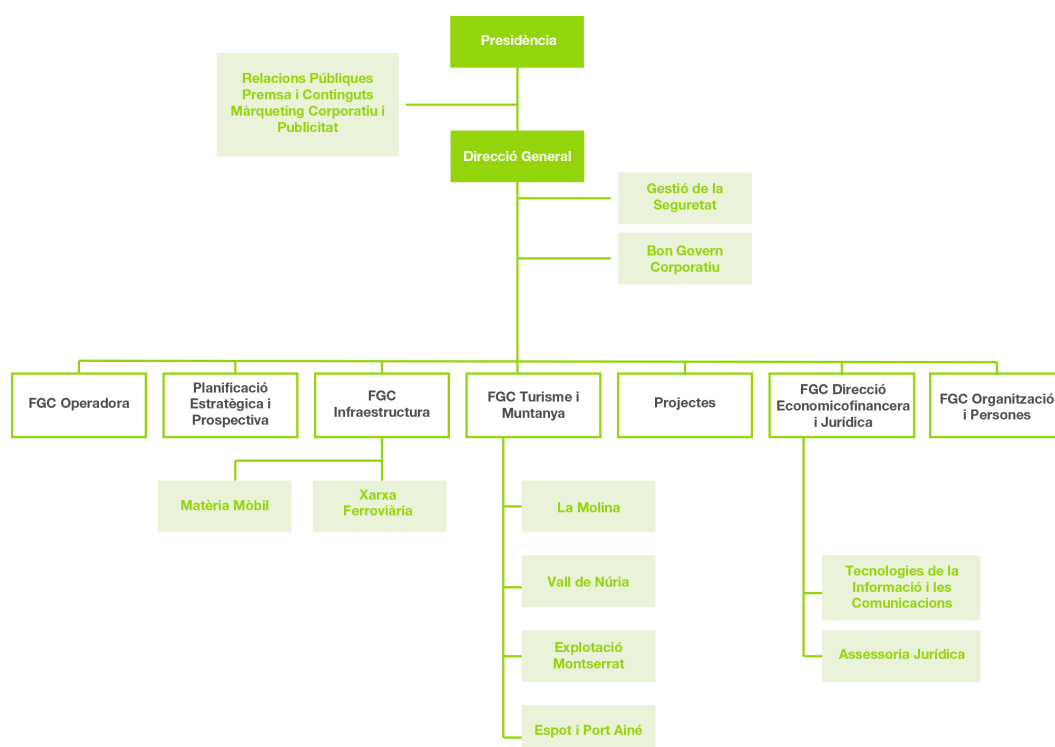 Presidència
Relacions Públiques
Premsa i Continguts
Màrqueting Corporatiu i
Publicitat
Direcció General
Gestió de la
Seguretat
Bon Govern
Corporatiu
FGC Operadora
Planificació
Estratègica i
Prospectiva
FGC
Infraestructura
FGC Turisme i
Muntanya
Projectes
FGC Direcció
Economicofinancera
i Jurídica
FGC Organització
i Persones
Matèria Mòbil
Xarxa
Ferroviària
La Molina
Vall de Núria
Explotació
Montserrat
Espot i Port Ainé
Tecnologies de la
Informació i les
Comunicacions
Assessoria Jurídica